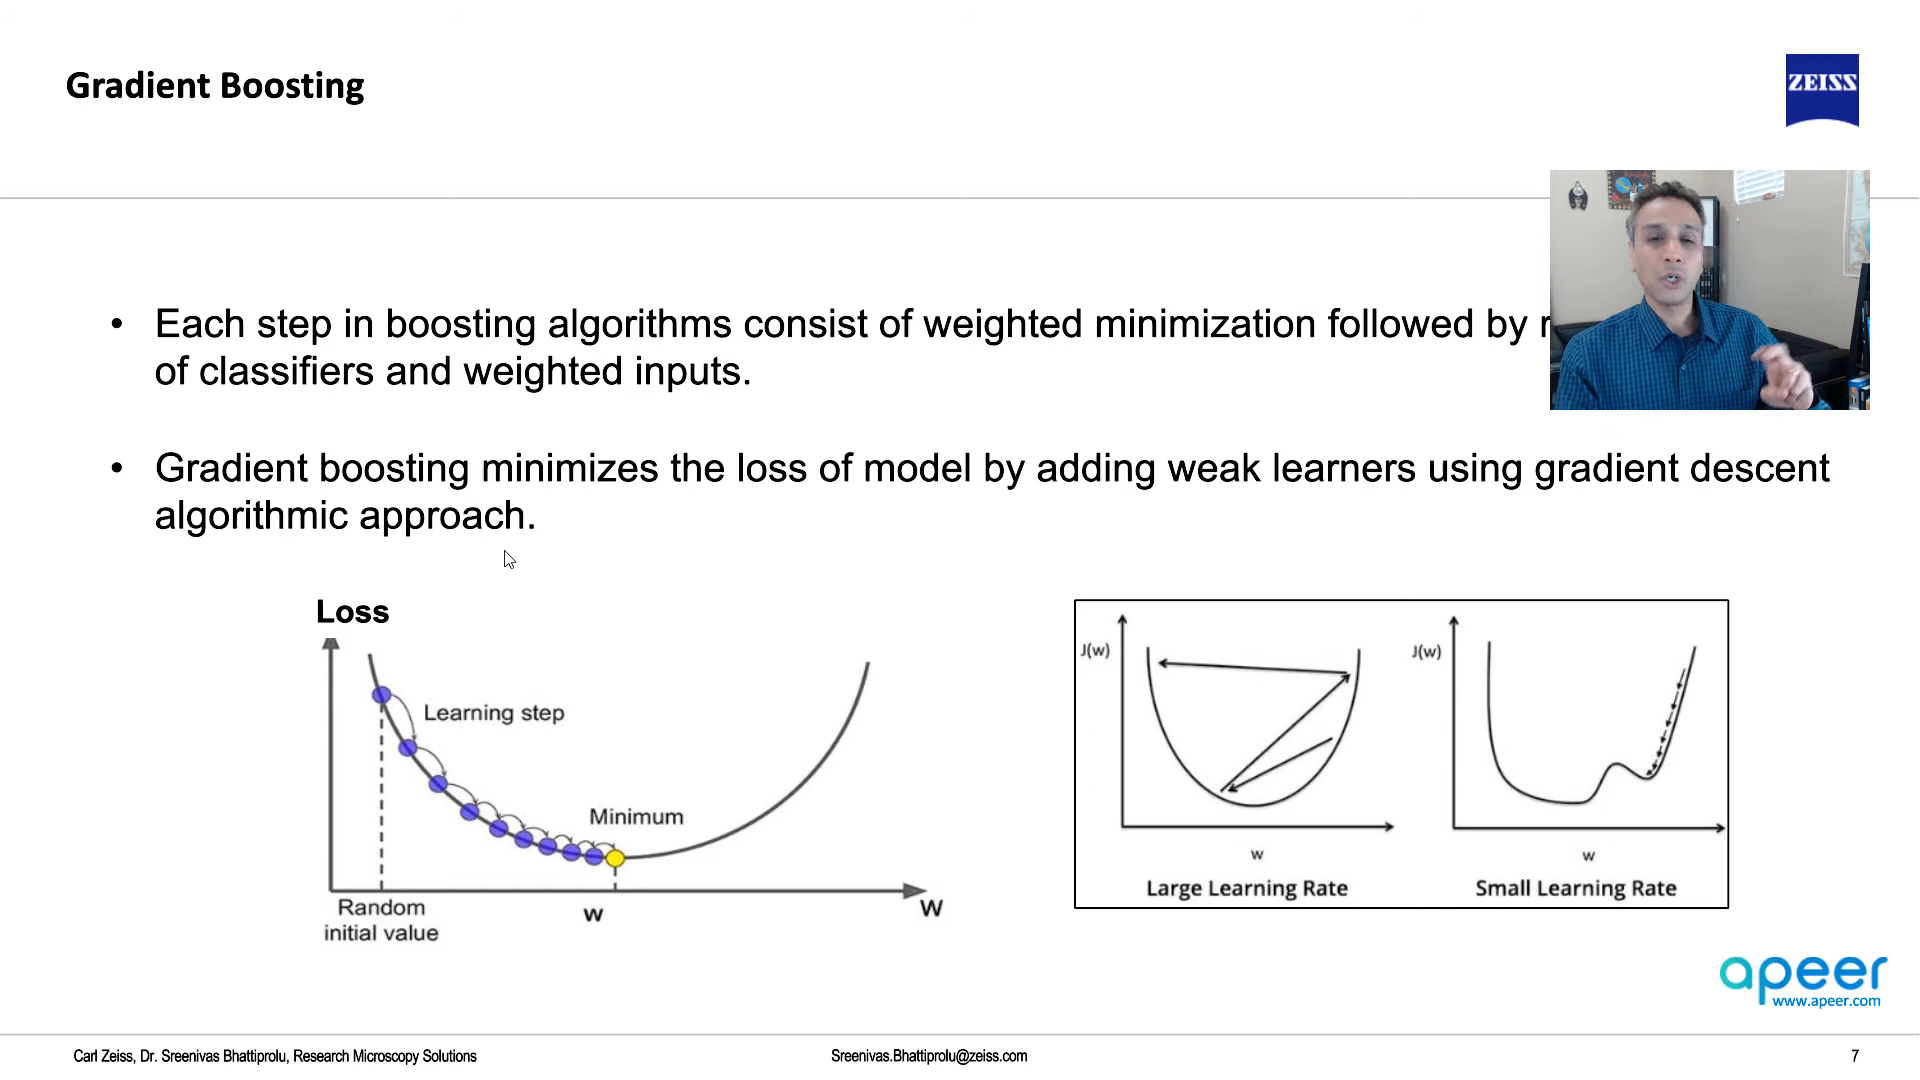 Gradient Boosting
ZEISS
• Each step in boosting algorithms consist of weighted minimization followed by
of classifiers and weighted inputs.
• Gradient boosting minimizes the loss of model by adding weak learners using gradient descent
algorithmic approach.
Loss
Learning step
Minimum
Random
initial value
w
W
J(w)
w
Large Learning Rate
J(w)
w
Small Learning Rate
apeer
www.apeer.com
Carl Zeiss, Dr. Sreenivas Bhattiprolu, Research Microscopy Solutions
Sreenivas.Bhattiprolu@zeiss.com
7